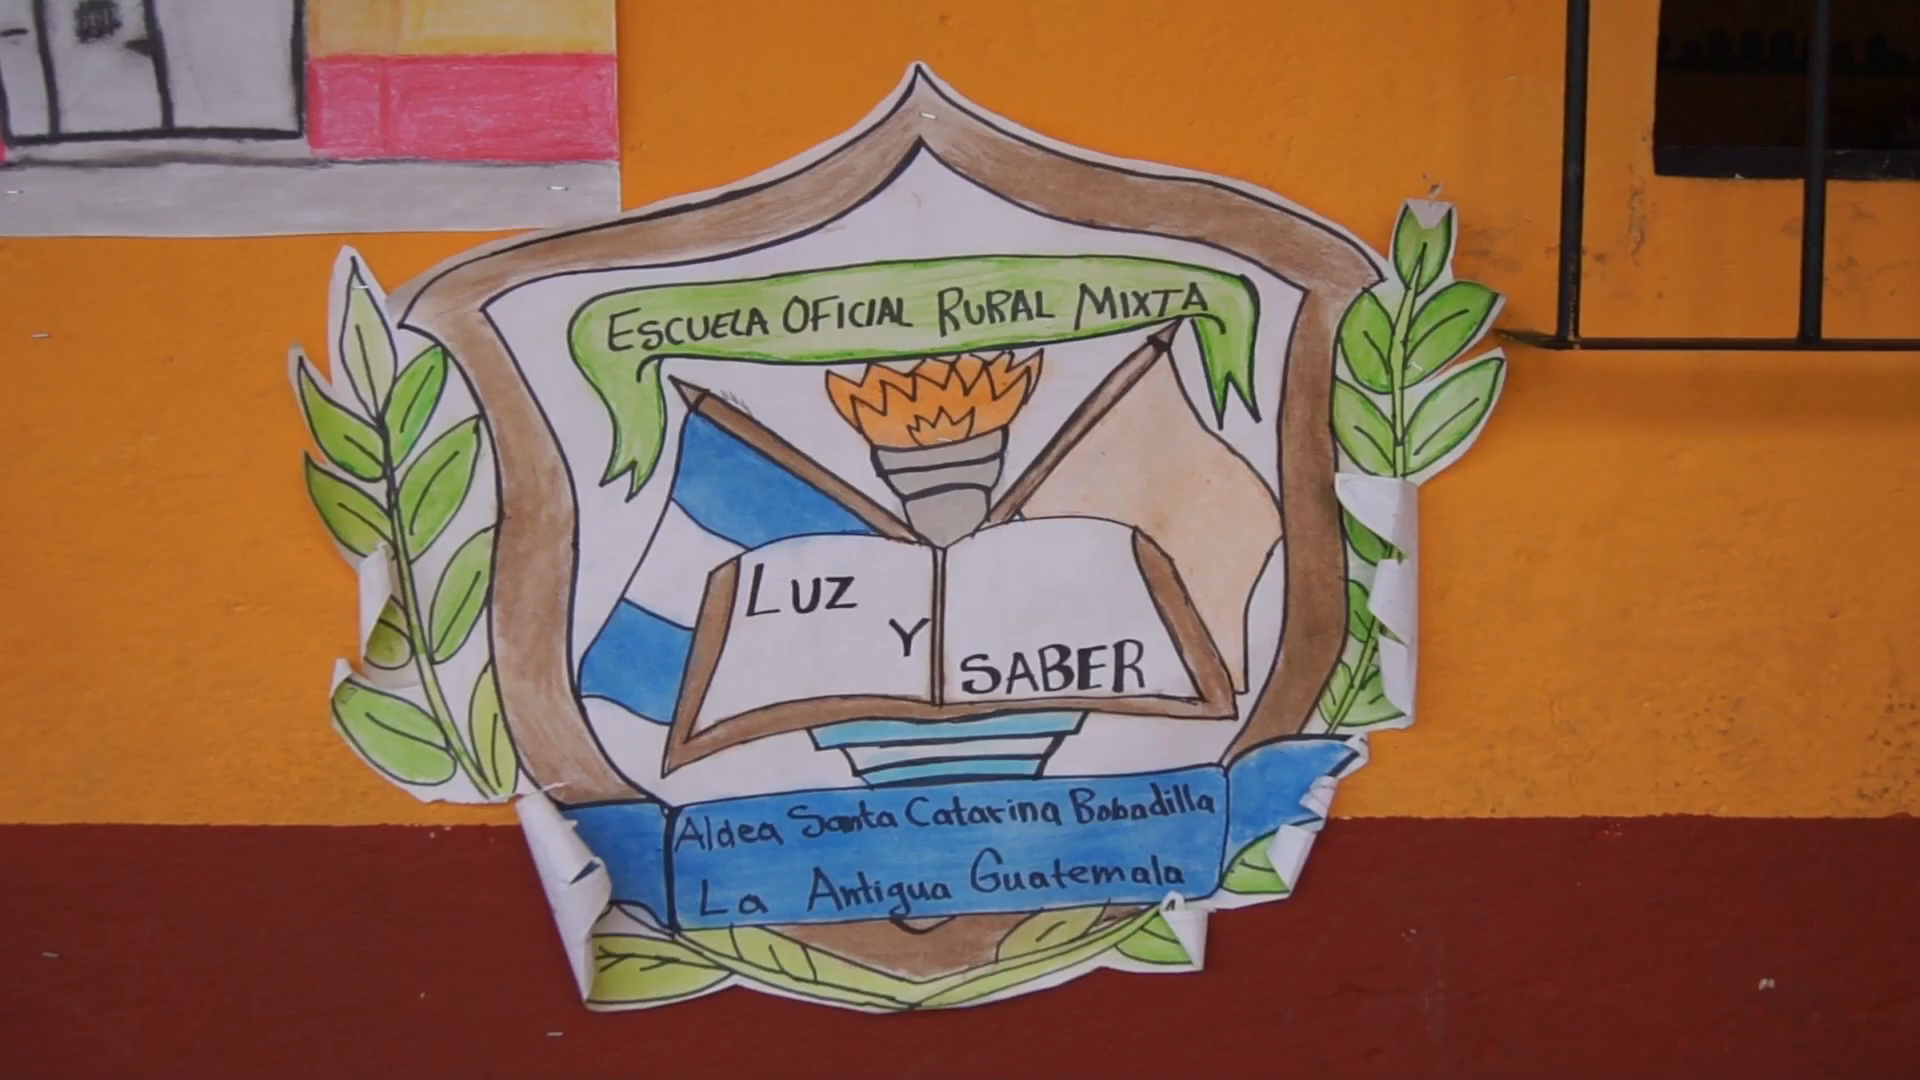 ESCUELA OFICIAL RURAL MIXTA
LUZ
Y
SABER
Aldea Santa Catarina Bobadilla
La Antigua Guatemala